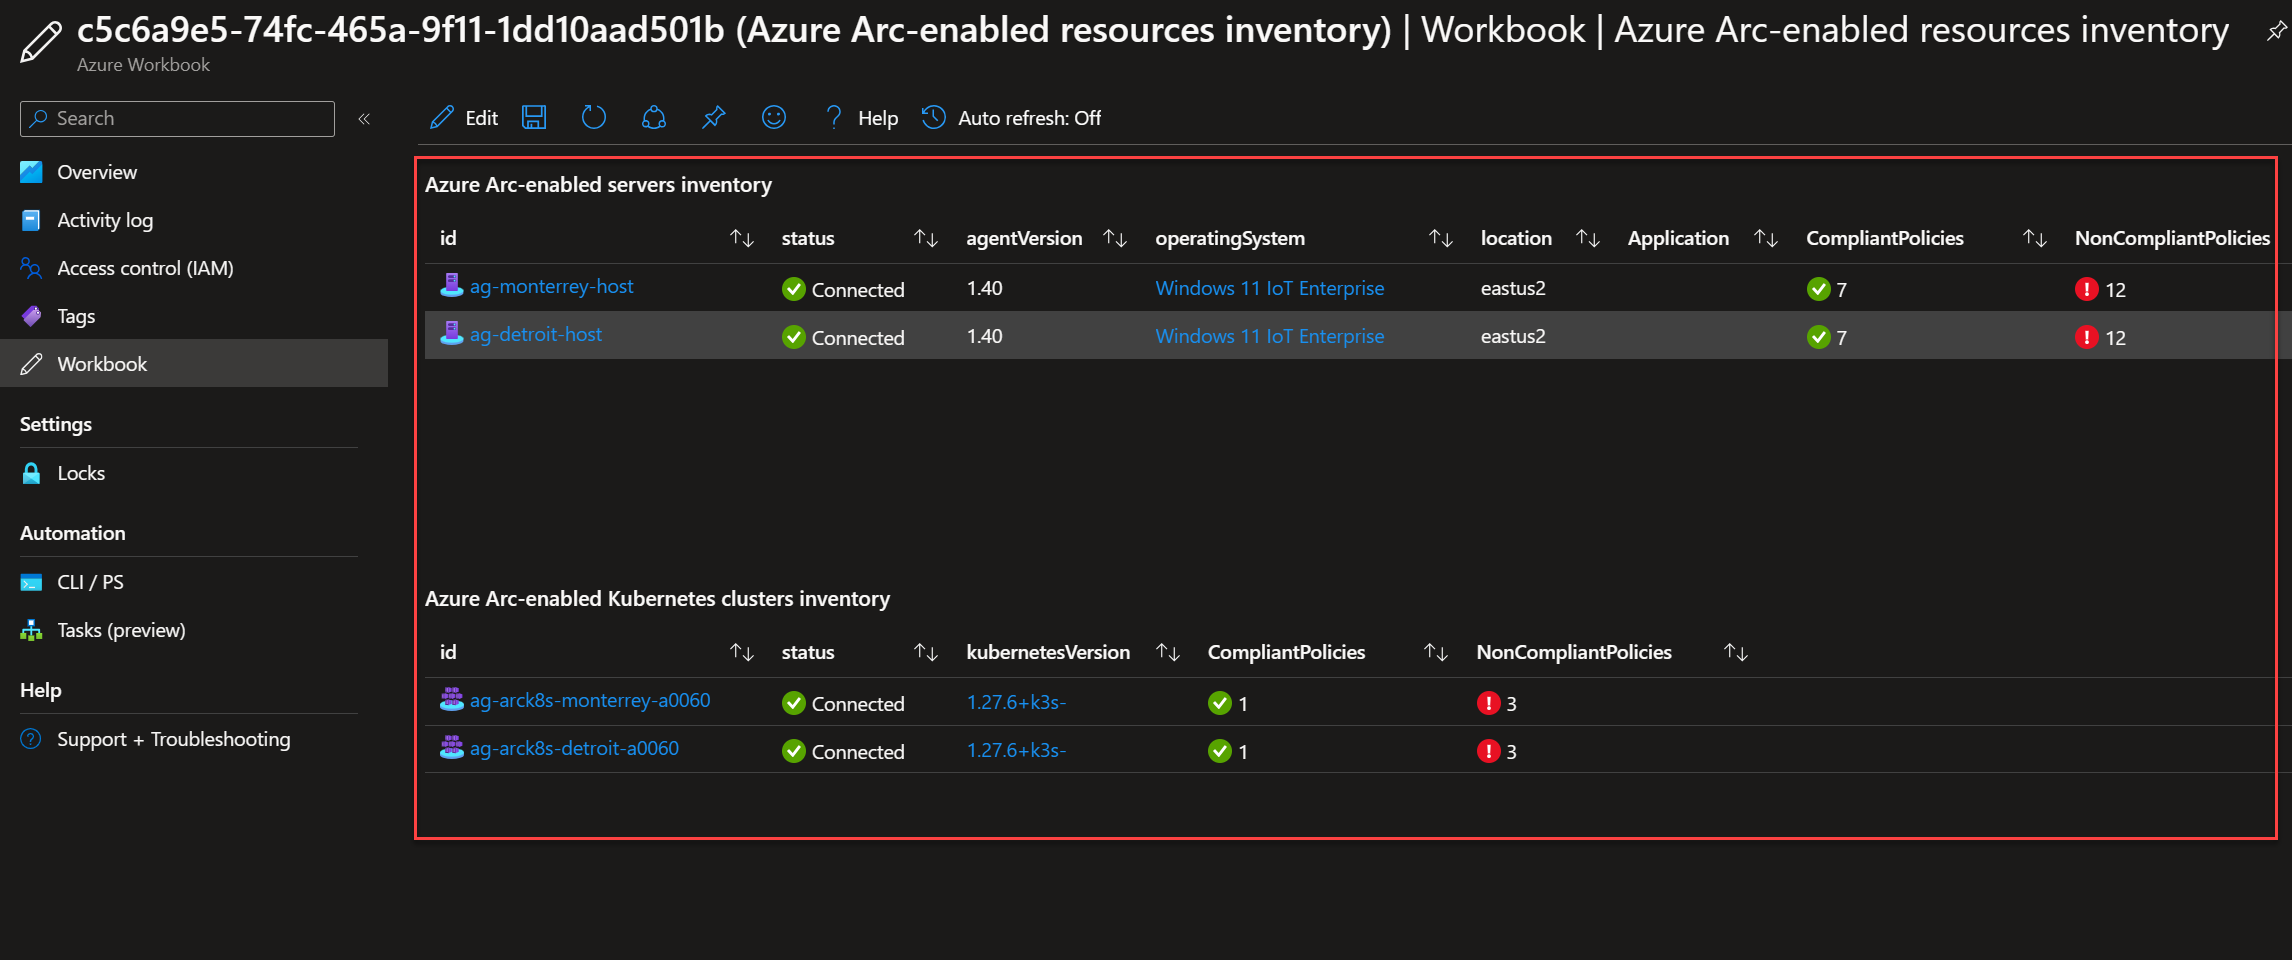 c5c6a9e5-74fc-465a-9f11-1dd10aad501b (Azure Arc-enabled resources inventory) | Workbook | Azure Arc-enabled resources inventory
Azure Workbook
Search
Overview
Activity log
Access control (IAM)
Tags
Workbook
Settings
Locks
Automation
CLI / PS
Tasks (preview)
Help
Support + Troubleshooting
Edit Help Auto refresh: Off
Azure Arc-enabled servers inventory
id status agentVersion operatingSystem location Application CompliantPolicies NonCompliantPolicies
ag-monterrey-host Connected 1.40 Windows 11 IoT Enterprise eastus2 7 12
ag-detroit-host Connected 1.40 Windows 11 IoT Enterprise eastus2 7 12
Azure Arc-enabled Kubernetes clusters inventory
id status kubernetesVersion CompliantPolicies NonCompliantPolicies
ag-arck8s-monterrey-a0060 Connected 1.27.6+k3s- 1 3
ag-arck8s-detroit-a0060 Connected 1.27.6+k3s- 1 3